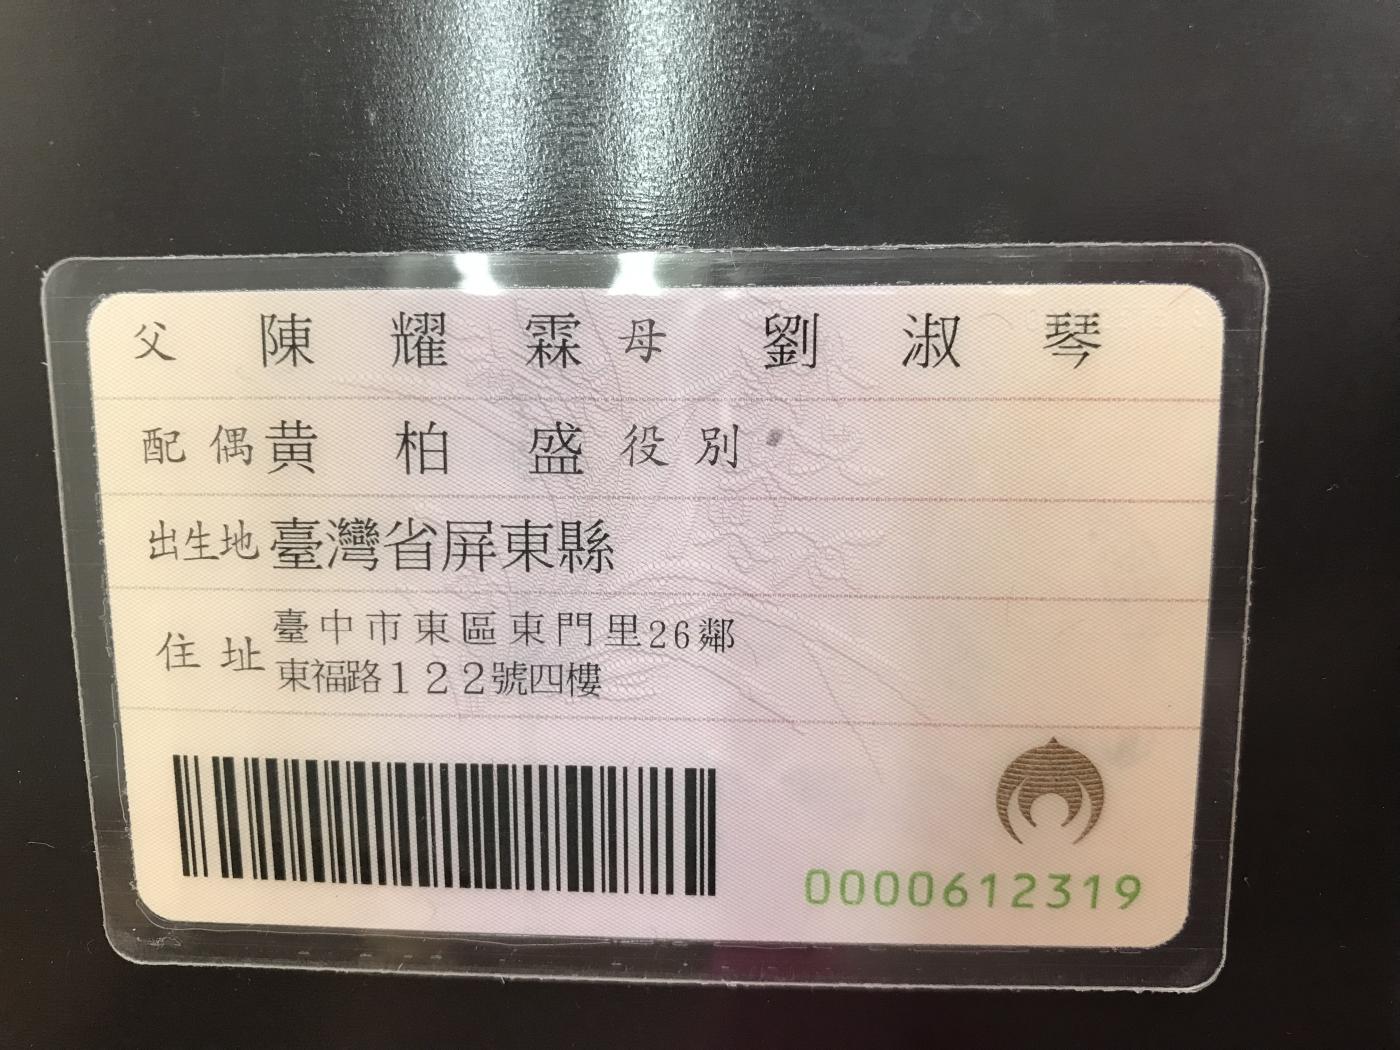 父 陳耀霖 母 劉淑琴
配偶 黄柏盛 役別
出生地 臺灣省屏東縣
住址 臺中市東區東門里26鄰
東福路122號四樓
0000612319